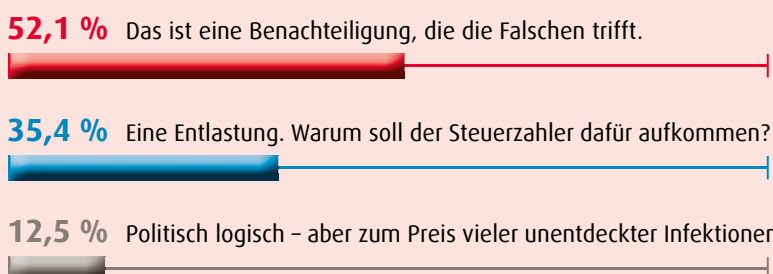 52,1 % Das ist eine Benachteiligung, die die Falschen trifft.
35,4 % Eine Entlastung. Warum soll der Steuerzahler dafür aufkommen?
12,5 % Politisch logisch – aber zum Preis vieler unentdeckter Infektionen